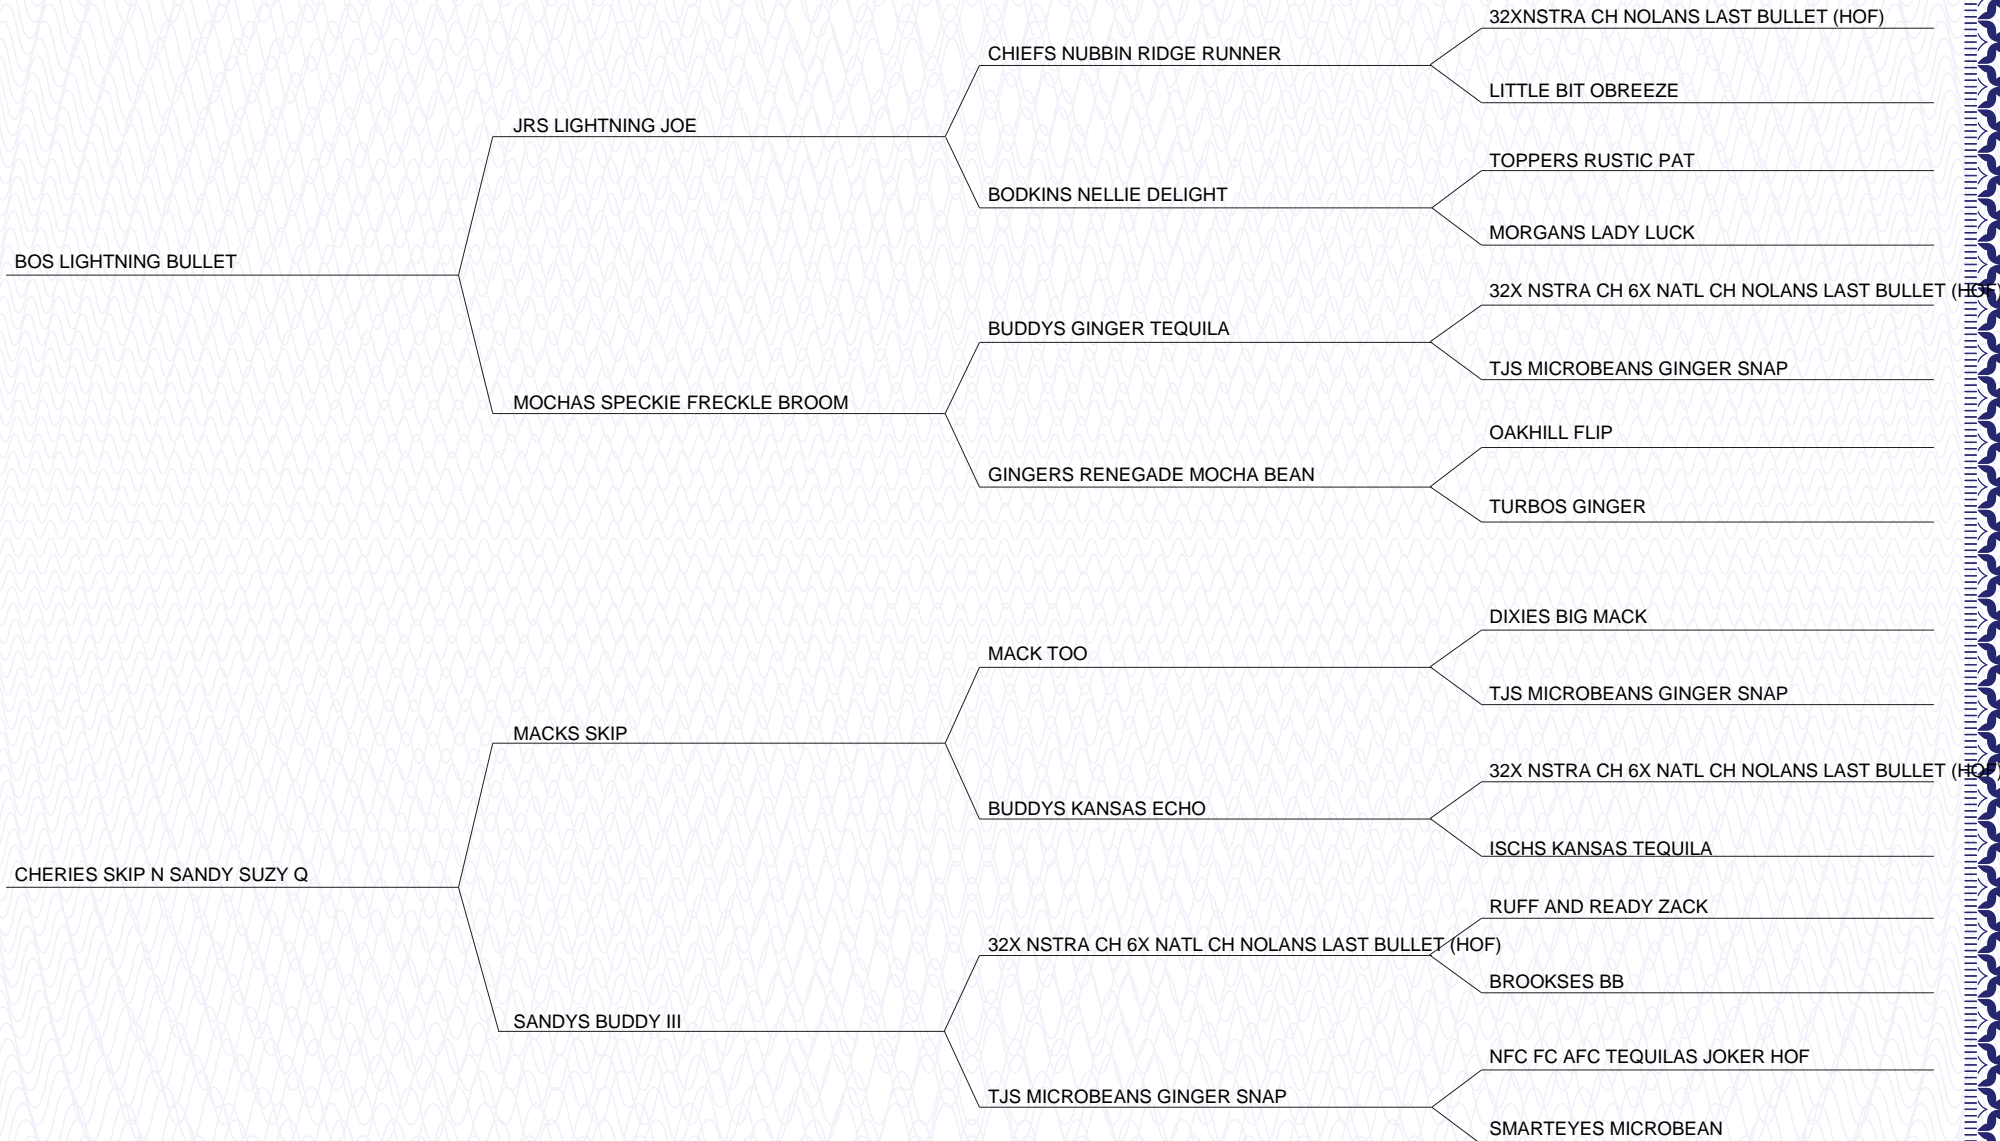 32XNSTRA CH NOLANS LAST BULLET (HOF)
CHIEFS NUBBIN RIDGE RUNNER
LITTLE BIT OBREEZE
JRS LIGHTNING JOE
TOPPERS RUSTIC PAT
BODKINS NELLIE DELIGHT
MORGANS LADY LUCK
BOS LIGHTNING BULLET
32X NSTRA CH 6X NATL CH NOLANS LAST BULLET (HOF)
BUDDYS GINGER TEQUILA
TJS MICROBEANS GINGER SNAP
MOCHAS SPECKIE FRECKLE BROOM
OAKHILL FLIP
GINGERS RENEGADE MOCHA BEAN
TURBOS GINGER
DIXIES BIG MACK
MACK TOO
TJS MICROBEANS GINGER SNAP
MACKS SKIP
32X NSTRA CH 6X NATL CH NOLANS LAST BULLET (HOF)
BUDDYS KANSAS ECHO
ISCHS KANSAS TEQUILA
CHERIES SKIP N SANDY SUZY Q
RUFF AND READY ZACK
32X NSTRA CH 6X NATL CH NOLANS LAST BULLET (HOF)
BROOKSES BB
SANDYS BUDDY III
NFC FC AFC TEQUILAS JOKER HOF
TJS MICROBEANS GINGER SNAP
SMARTEYES MICROBEAN